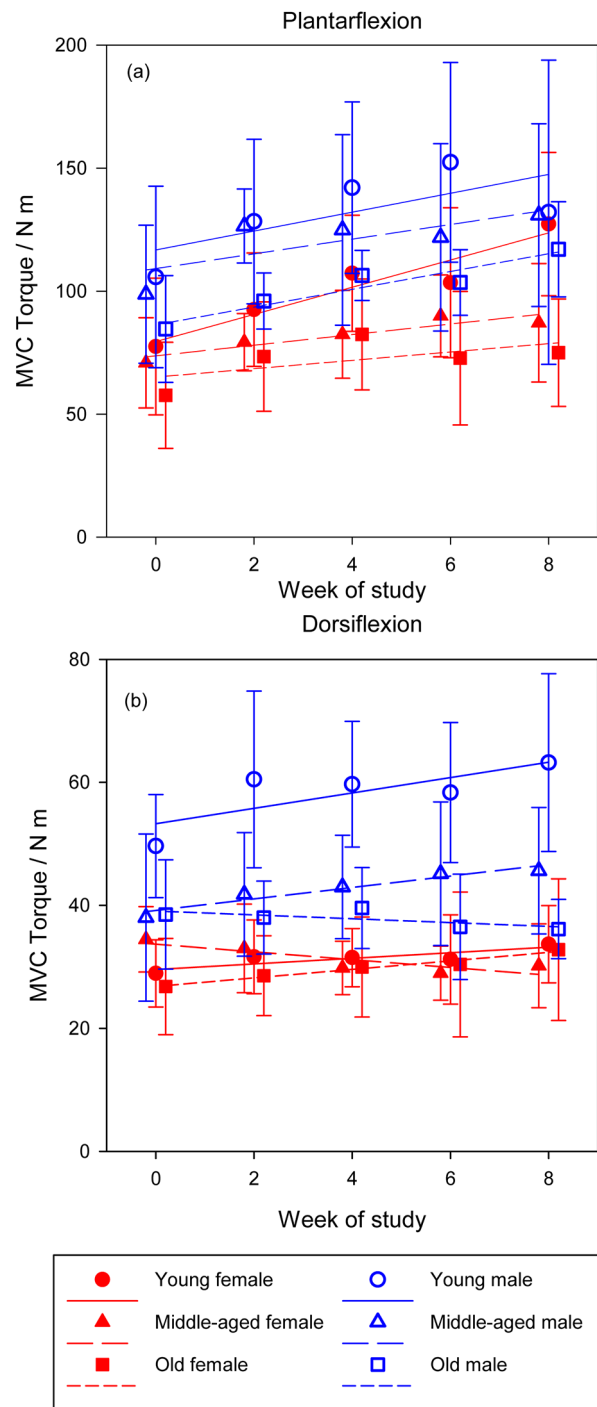 Plantarflexion
200
(a)
150
100
50
0
MVC Torque / N m
0 2 4 6 8
Week of study
Dorsiflexion
80
(b)
60
40
20
0
MVC Torque / N m
0 2 4 6 8
Week of study
Young female Young male
Middle-aged female Middle-aged male
Old female Old male